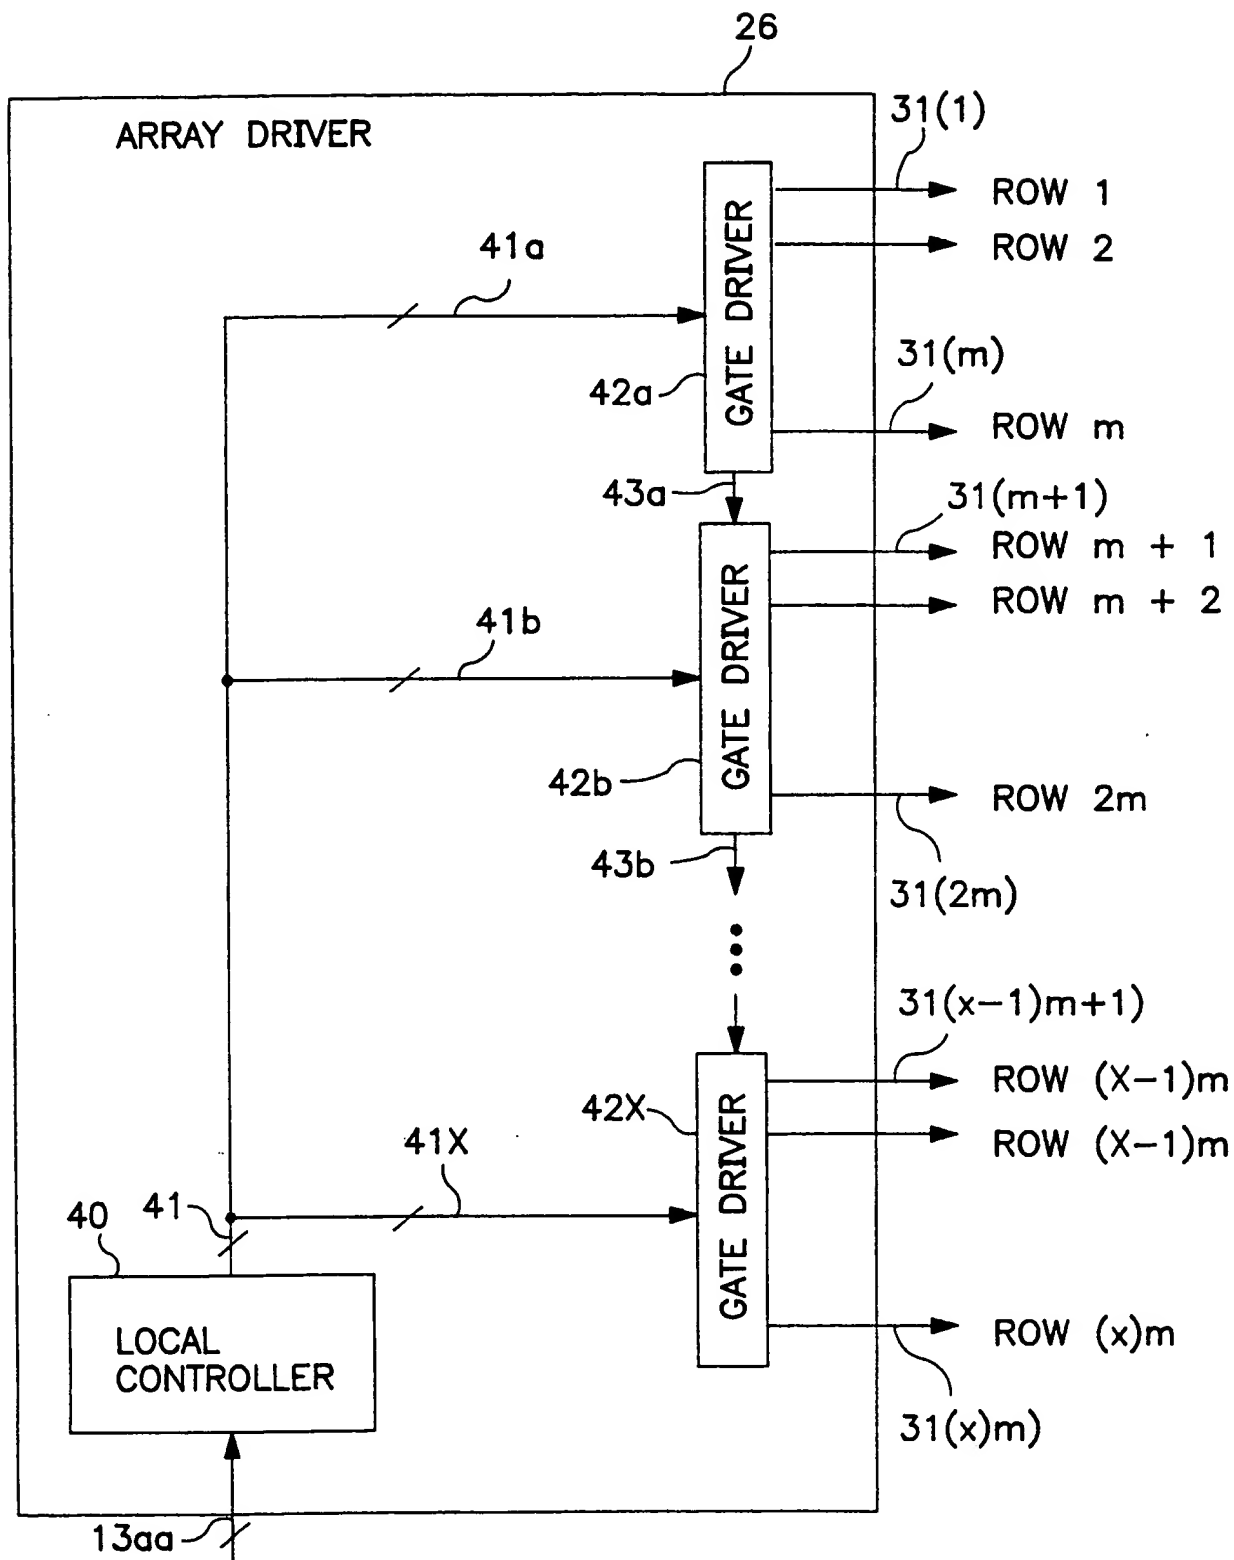 26
ARRAY DRIVER
31(1)
ROW 1
ROW 2
41a
GATE DRIVER
42a
31(m)
ROW m
43a
31(m+1)
ROW m + 1
ROW m + 2
41b
GATE DRIVER
42b
ROW 2m
43b
31(2m)
31(x-1)m+1)
ROW (X-1)m
42X
GATE DRIVER
ROW (X-1)m
41X
40
41
LOCAL
CONTROLLER
ROW (x)m
31(x)m)
13aa